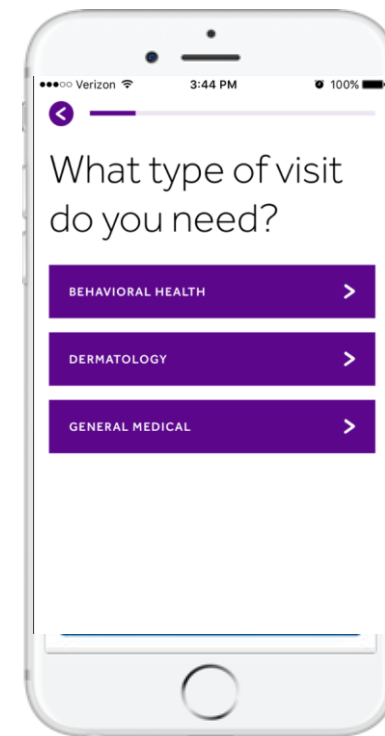 Verizon 3:44 PM 100%
What type of visit
do you need?
BEHAVIORAL HEALTH
DERMATOLOGY
GENERAL MEDICAL